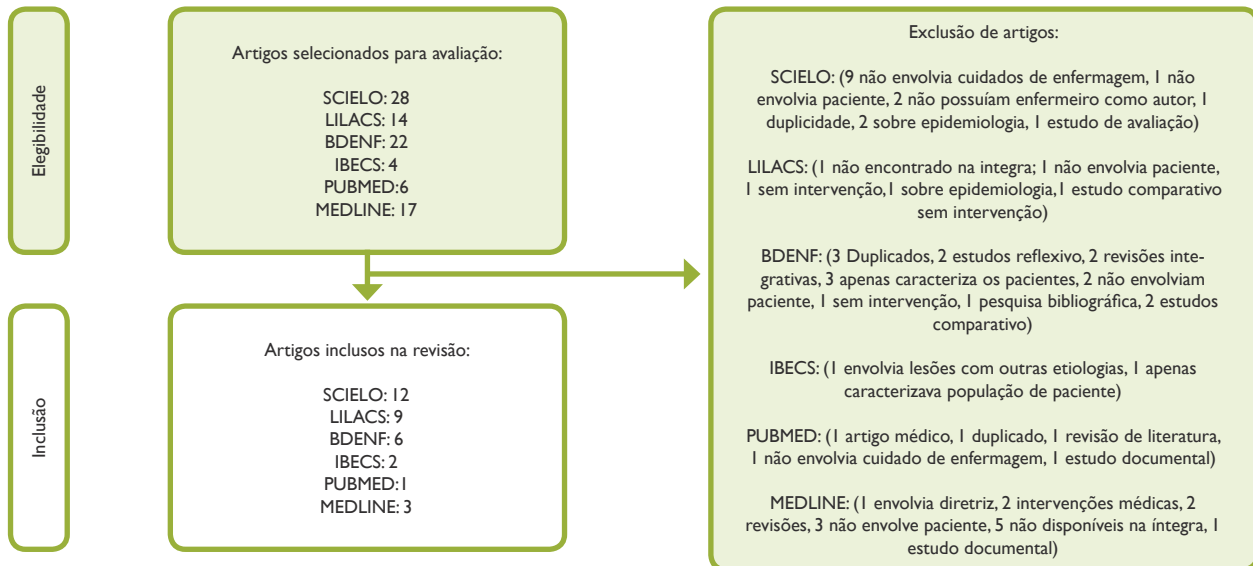 Elegibilidade
Artigos selecionados para avaliação:
SCIELO: 28
LILACS: 14
BDENF: 22
IBECS: 4
PUBMED:6
MEDLINE: 17
Exclusão de artigos:
SCIELO: (9 não envolvia cuidados de enfermagem, 1 não
envolvia paciente, 2 não possuíam enfermeiro como autor, 1
duplicidade, 2 sobre epidemiologia, 1 estudo de avaliação)
LILACS: (1 não encontrado na integra; 1 não envolvia paciente,
1 sem intervenção,1 sobre epidemiologia,1 estudo comparativo
sem intervenção)
BDENF: (3 Duplicados, 2 estudos reflexivo, 2 revisões inte-
grativas, 3 apenas caracteriza os pacientes, 2 não envolviam
paciente, 1 sem intervenção, 1 pesquisa bibliográfica, 2 estudos
comparativo)
IBECS: (1 envolvia lesões com outras etiologias, 1 apenas
caracterizava população de paciente)
PUBMED: (1 artigo médico, 1 duplicado, 1 revisão de literatura,
1 não envolvia cuidado de enfermagem, 1 estudo documental)
MEDLINE: (1 envolvia diretriz, 2 intervenções médicas, 2
revisões, 3 não envolve paciente, 5 não disponíveis na íntegra, 1
estudo documental)
Inclusão
Artigos inclusos na revisão:
SCIELO: 12
LILACS: 9
BDENF: 6
IBECS: 2
PUBMED:1
MEDLINE: 3